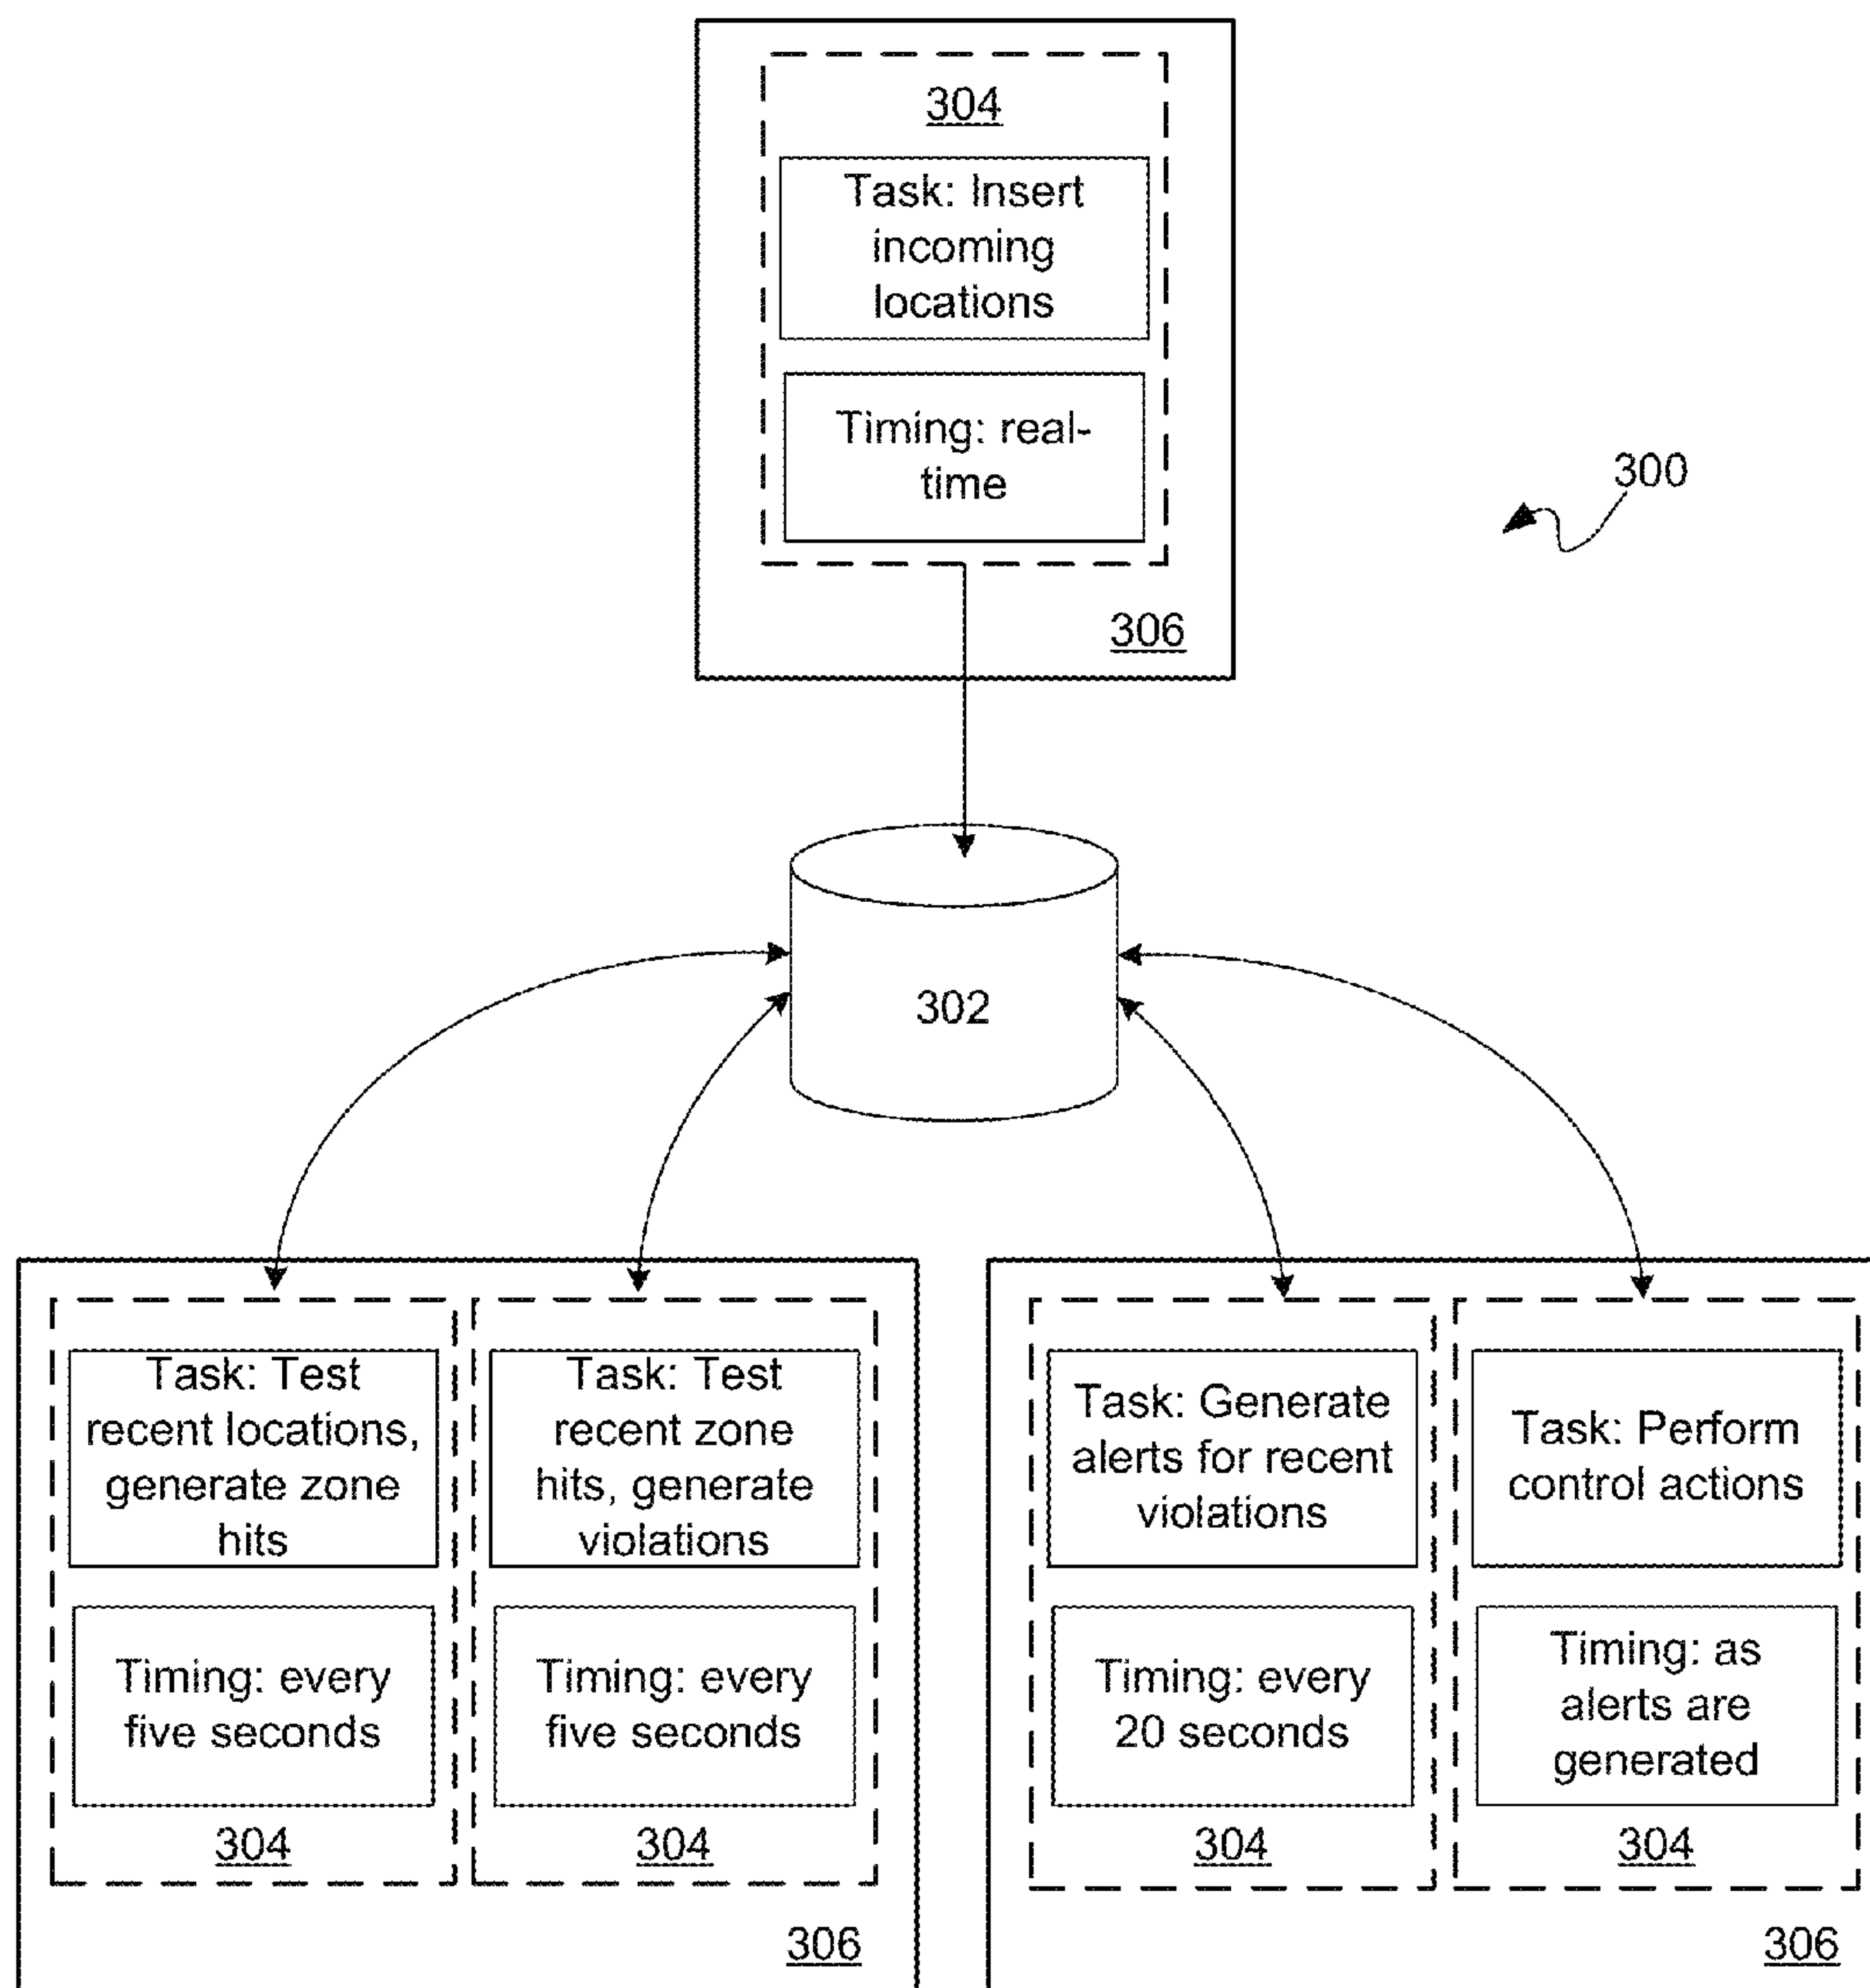 304
Task: Insert
incoming
locations
Timing: real-
time
300
306
302
Task: Test
recent locations,
generate zone
hits
Timing: every
five seconds
304
Task: Test
recent zone
hits, generate
violations
Timing: every
five seconds
304
306
Task: Generate
alerts for recent
violations
Timing: every
20 seconds
304
Task: Perform
control actions
Timing: as
alerts are
generated
304
306